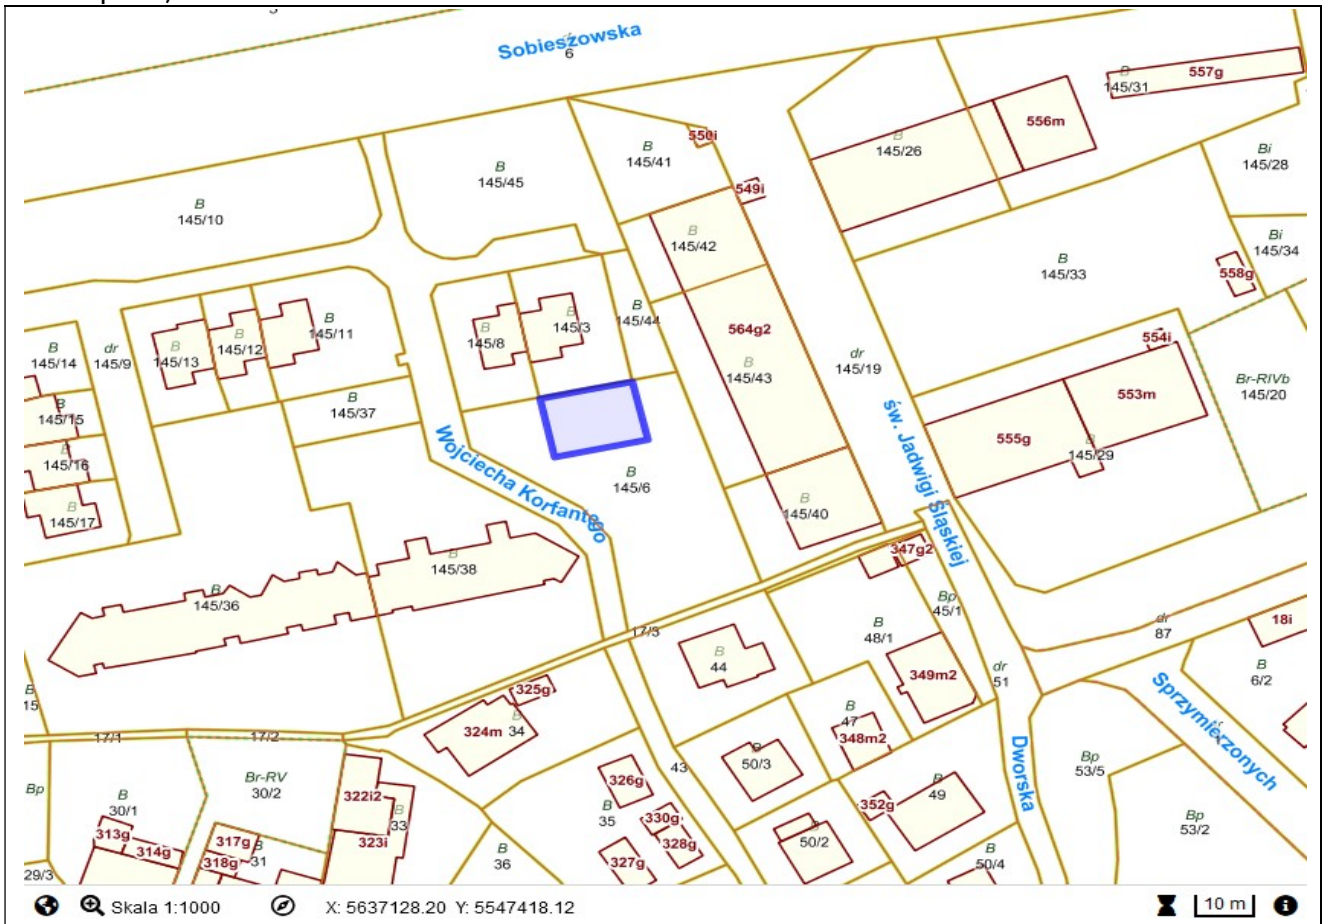 Sobieszowska
6
B
145/31
557g
556m
B
145/26
550i
B
145/41
549i
B
145/45
Bi
145/28
B
145/10
B
145/42
Bi
145/34
B
145/33
558g
B
145/11
B
145/44
B
145/3
B
145/8
B
145/12
B
145/13
B
145/14
dr
145/9
564g2
dr
145/19
554i
B
145/43
Br-RIVb
145/20
553m
B
145/37
B
145/15
św. Jadwigi Śląskiej
555g
B
145/29
Wojciecha Korfantego
145/16
B
145/6
B
145/40
B
145/17
347g2
B
145/38
B
145/36
Bp
45/1
B
48/1
dr
87
18i
17/3
B
44
349m2
dr
51
B
6/2
Sprzymierzonych
B
15
325g
B
34
324m
B
47
348m2
17/1
17/2
Dworska
Bp
53/5
B
50/3
43
Bp
B
30/1
Br-RV
30/2
322i2
326g
B
35
330g
328g
352g
B
49
B
33
313g
314g
317g
318g
B
31
323i
B
36
327g
B
50/2
B
50/4
Bp
53/2
29/3
Skala 1:1000
X: 5637128.20 Y: 5547418.12
10 m